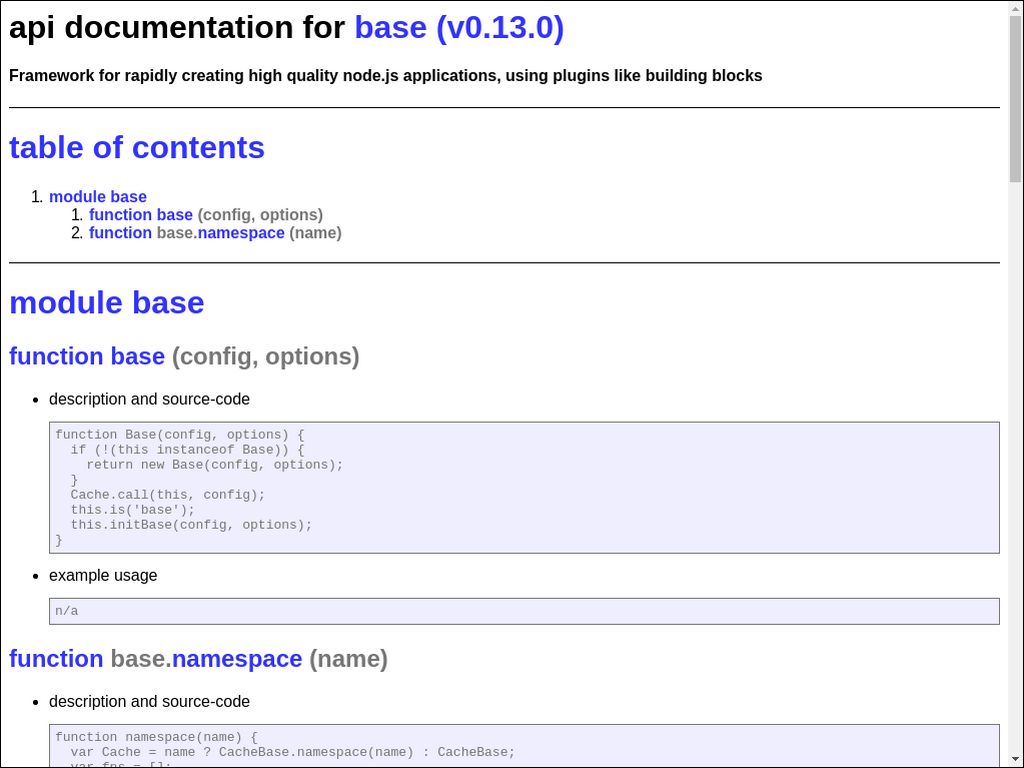 api documentation for base (v0.13.0)
Framework for rapidly creating high quality node.js applications, using plugins like building blocks
table of contents
1. module base
1. function base (config, options)
2. function base.namespace (name)
module base
function base (config, options)
• description and source-code
function Base(config, options) {
  if (!(this instanceof Base)) {
    return new Base(config, options);
  }
  Cache.call(this, config);
  this.is('base');
  this.initBase(config, options);
}
• example usage
n/a
function base.namespace (name)
• description and source-code
function namespace(name) {
  var Cache = name ? CacheBase.namespace(name) : CacheBase;
  var fns = [];